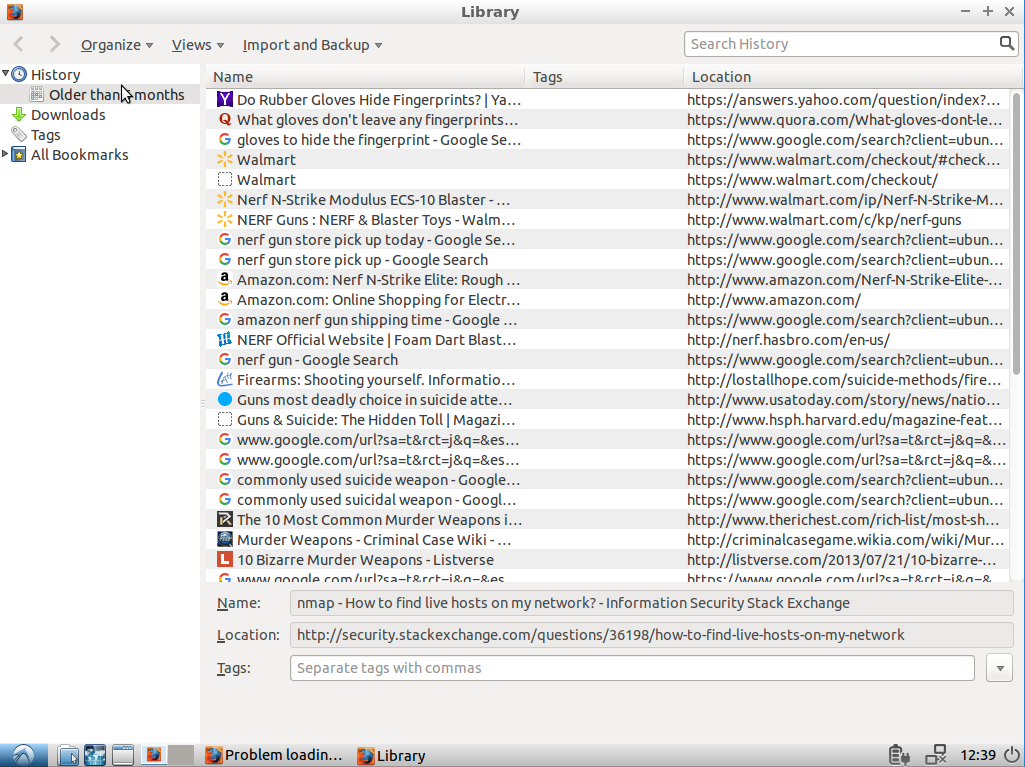 Library
Organize Views Import and Backup Search History
History
Older than months
Downloads
Tags
All Bookmarks
Name Tags Location
Do Rubber Gloves Hide Fingerprints? | Ya... https://answers.yahoo.com/question/index?...
What gloves don't leave any fingerprints... https://www.quora.com/What-gloves-dont-le...
gloves to hide the fingerprint - Google Se... https://www.google.com/search?client=ubun...
Walmart https://www.walmart.com/checkout/#check...
Walmart https://www.walmart.com/checkout/
Nerf N-Strike Modulus ECS-10 Blaster - ... http://www.walmart.com/ip/Nerf-N-Strike-M...
NERF Guns : NERF & Blaster Toys - Walm... http://www.walmart.com/c/kp/nerf-guns
nerf gun store pick up today - Google Se... https://www.google.com/search?client=ubun...
nerf gun store pick up - Google Search https://www.google.com/search?client=ubun...
Amazon.com: Nerf N-Strike Elite: Rough ... http://www.amazon.com/Nerf-N-Strike-Elite-...
Amazon.com: Online Shopping for Electr... http://www.amazon.com/
amazon nerf gun shipping time - Google ... https://www.google.com/search?client=ubun...
NERF Official Website | Foam Dart Blast... http://nerf.hasbro.com/en-us/
nerf gun - Google Search https://www.google.com/search?client=ubun...
Firearms: Shooting yourself. Informatio... http://lostallhope.com/suicide-methods/fire...
Guns most deadly choice in suicide atte... http://www.usatoday.com/story/news/natio...
Guns & Suicide: The Hidden Toll | Magazi... http://www.hsph.harvard.edu/magazine-feat...
www.google.com/url?sa=t&rct=j&q=&es... http://www.google.com/url?sa=t&rct=j&q=&...
www.google.com/url?sa=t&rct=j&q=&es... https://www.google.com/url?sa=t&rct=j&q=&...
commonly used suicide weapon - Google... https://www.google.com/search?client=ubun...
commonly used suicidal weapon - Googl... https://www.google.com/search?client=ubun...
The 10 Most Common Murder Weapons i... http://www.therichest.com/rich-list/most-sh...
Murder Weapons - Criminal Case Wiki - ... http://criminalcasegame.wikia.com/wiki/Mur...
10 Bizarre Murder Weapons - Listverse http://listverse.com/2013/07/21/10-bizarre-...
www.google.com/url?sa=t&rct=j&q=&es... https://www.google.com/url?sa=t&rct=j&q=&...
Name: nmap - How to find live hosts on my network? - Information Security Stack Exchange
Location: http://security.stackexchange.com/questions/36198/how-to-find-live-hosts-on-my-network
Tags: Separate tags with commas
Problem loadin... Library 12:39